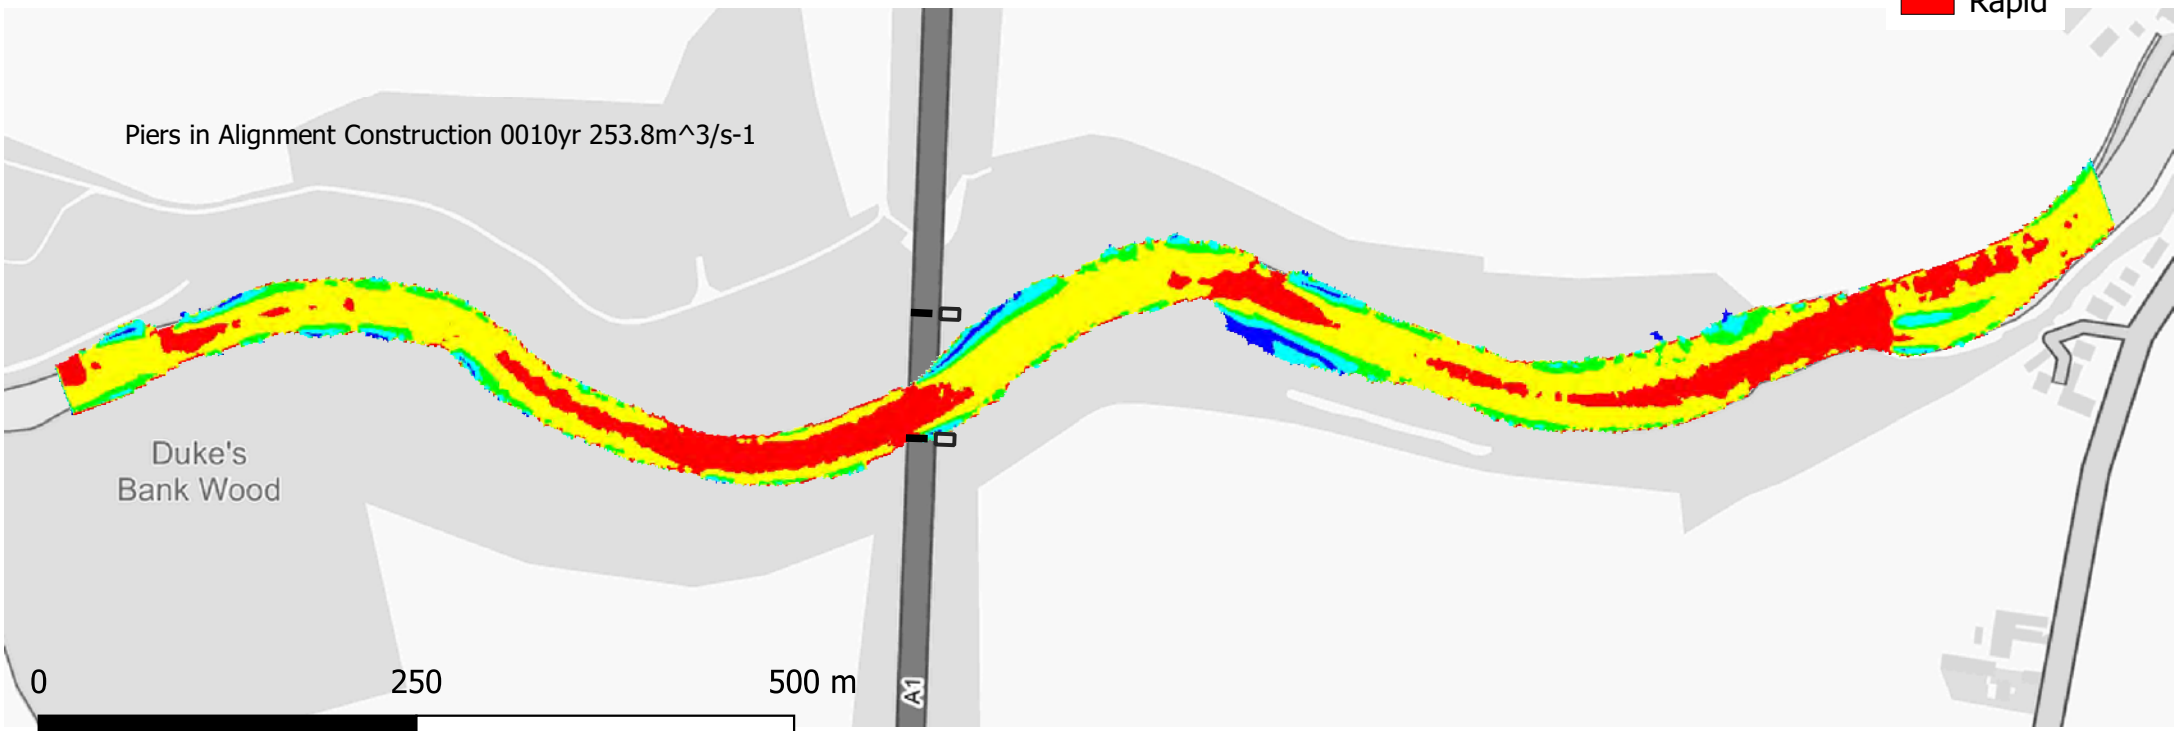 Rapid
Piers in Alignment Construction 0010yr 253.8m^3/s-1
Duke's
Bank Wood
0 250 500 m
A1